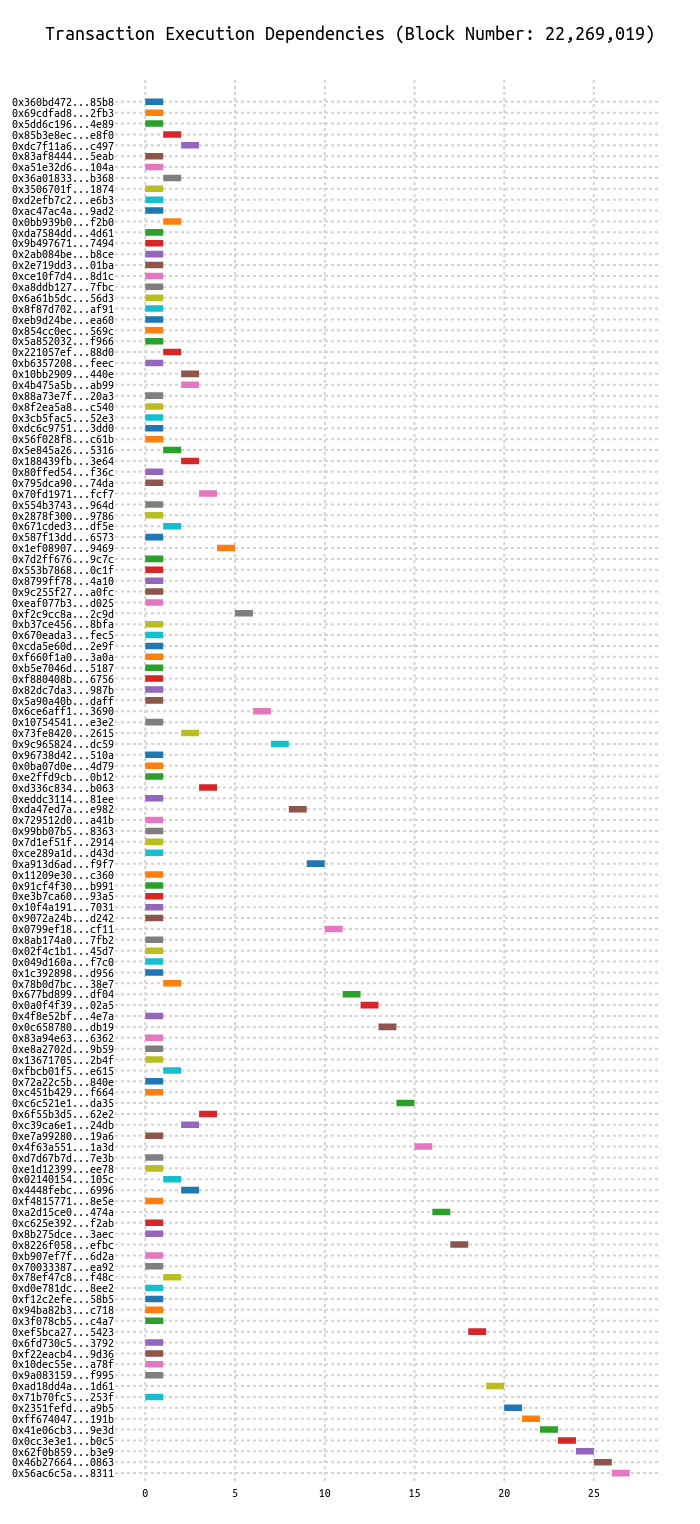 Transaction Execution Dependencies (Block Number: 22,269,019)
0x360bd472...85b8
0x69cdfad8...2fb3
0x5dd6c196...4e89
0x85b3e8ec...e8f0
0xdc7f11a6...c497
0x83af8444...5eab
0xa51e32d6...104a
0x36a01833...b368
0x3506701f...1874
0xd2efb7c2...e6b3
0xac47ac4a...9ad2
0x0bb939b0...f2b0
0xda7584dd...4d61
0x9b497671...7494
0x2ab084be...b8ce
0x2e719dd3...01ba
0xce10f7d4...8d1c
0xa8ddb127...7fbc
0x6a61b5dc...56d3
0x8f87d702...af91
0xeb9d24be...ea60
0x854cc0ec...569c
0x5a852032...f966
0x221057ef...88d0
0xb6357208...feec
0x10bb2909...440e
0x4b475a5b...ab99
0x88a73e7f...20a3
0x8f2ea5a8...c540
0x3cb5fac5...52e3
0xdc6c9751...3dd0
0x56f028f8...c61b
0x5e845a26...5316
0x188439fb...3e64
0x80ffed54...f36c
0x795dca90...74da
0x70fd1971...fcf7
0x554b3743...964d
0x2878f300...9786
0x671cded3...df5e
0x587f13dd...6573
0x1ef08907...9469
0x7d2ff676...9c7c
0x553b7868...0c1f
0x8799ff78...4a10
0x9c255f27...a0fc
0xeaf077b3...d025
0xf2c9cc8a...2c9d
0xb37ce456...8bfa
0x670eada3...fec5
0xcda5e60d...2e9f
0xf660f1a0...3a0a
0xb5e7046d...5187
0xf880408b...6756
0x82dc7da3...987b
0x5a90a40b...daff
0x6ce6aff1...3690
0x10754541...e3e2
0x73fe8420...2615
0x9c965824...dc59
0x96738d42...510a
0x0ba07d0e...4d79
0xe2ffd9cb...0b12
0xd336c834...b063
0xeddc3114...81ee
0xda47ed7a...e982
0x729512d0...a41b
0x99bb07b5...8363
0x7d1ef51f...2914
0xce289a1d...d43d
0xa913d6ad...f9f7
0x11209e30...c360
0x91cf4f30...b991
0xe3b7ca60...93a5
0x10f4a191...7031
0x9072a24b...d242
0x0799ef18...cf11
0x8ab174a0...7fb2
0x02f4c1b1...45d7
0x049d160a...f7c0
0x1c392898...d956
0x78b0d7bc...38e7
0x677bd899...df04
0x0a0f4f39...02a5
0x4f8e52bf...4e7a
0x0c658780...db19
0x83a94e63...6362
0xe8a2702d...9b59
0x13671705...2b4f
0xfbcb01f5...e615
0x72a22c5b...840e
0xc451b429...f664
0xc6c521e1...da35
0x6f55b3d5...62e2
0xc39ca6e1...24db
0xe7a99280...19a6
0x4f63a551...1a3d
0xd7d67b7d...7e3b
0xe1d12399...ee78
0x02140154...105c
0x4448febc...6996
0xf4815771...8e5e
0xa2d15ce0...474a
0xc625e392...f2ab
0x8b275dce...3aec
0x8226f058...efbc
0xb907ef7f...6d2a
0x70033387...ea92
0x78ef47c8...f48c
0xd0e781dc...8ee2
0xf12c2efe...58b5
0x94ba82b3...c718
0x3f078cb5...c4a7
0xef5bca27...5423
0x6fd730c5...3792
0xf22eacb4...9d36
0x10dec55e...a78f
0x9a083159...f995
0xad18dd4a...1d61
0x71b70fc5...253f
0x2351fefd...a9b5
0xff674047...191b
0x41e06cb3...9e3d
0x0cc3e3e1...b0c5
0x62f0b859...b3e9
0x46b27664...0863
0x56ac6c5a...8311
0 5 10 15 20 25